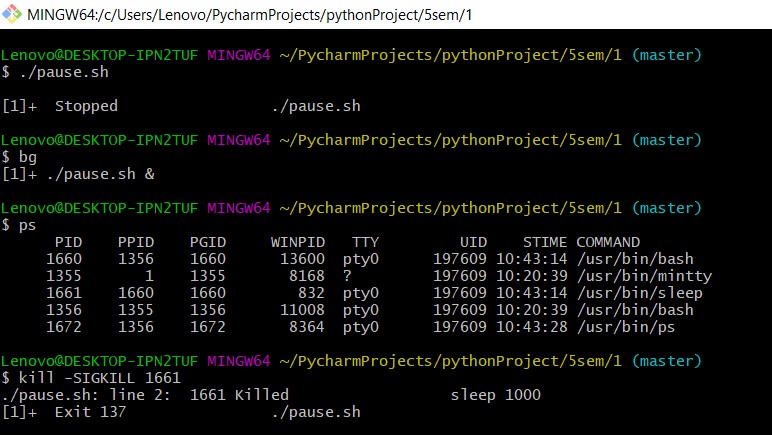 MINGW64:/c/Users/Lenovo/PycharmProjects/pythonProject/5sem/1
Lenovo@DESKTOP-IPN2TUF MINGW64 ~/PycharmProjects/pythonProject/5sem/1 (master)
$ ./pause.sh
[1]+  Stopped                 ./pause.sh
Lenovo@DESKTOP-IPN2TUF MINGW64 ~/PycharmProjects/pythonProject/5sem/1 (master)
$ bg
[1]+ ./pause.sh &
Lenovo@DESKTOP-IPN2TUF MINGW64 ~/PycharmProjects/pythonProject/5sem/1 (master)
$ ps
      PID    PPID    PGID     WINPID   TTY         UID    STIME COMMAND
     1660    1356    1660      13600  pty0      197609 10:43:14 /usr/bin/bash
     1355       1    1355       8168  ?         197609 10:20:39 /usr/bin/mintty
     1661    1660    1660        832  pty0      197609 10:43:14 /usr/bin/sleep
     1356    1355    1356      11008  pty0      197609 10:20:39 /usr/bin/bash
     1672    1356    1672       8364  pty0      197609 10:43:28 /usr/bin/ps
Lenovo@DESKTOP-IPN2TUF MINGW64 ~/PycharmProjects/pythonProject/5sem/1 (master)
$ kill -SIGKILL 1661
./pause.sh: line 2:  1661 Killed                  sleep 1000
[1]+  Exit 137                ./pause.sh